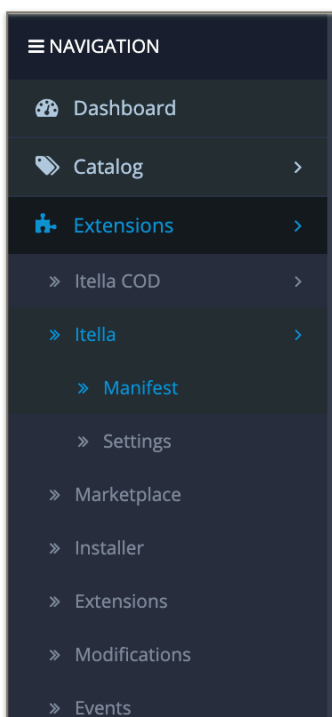 NAVIGATION
Dashboard
Catalog
Extensions
Itella COD
Itella
Manifest
Settings
Marketplace
Installer
Extensions
Modifications
Events